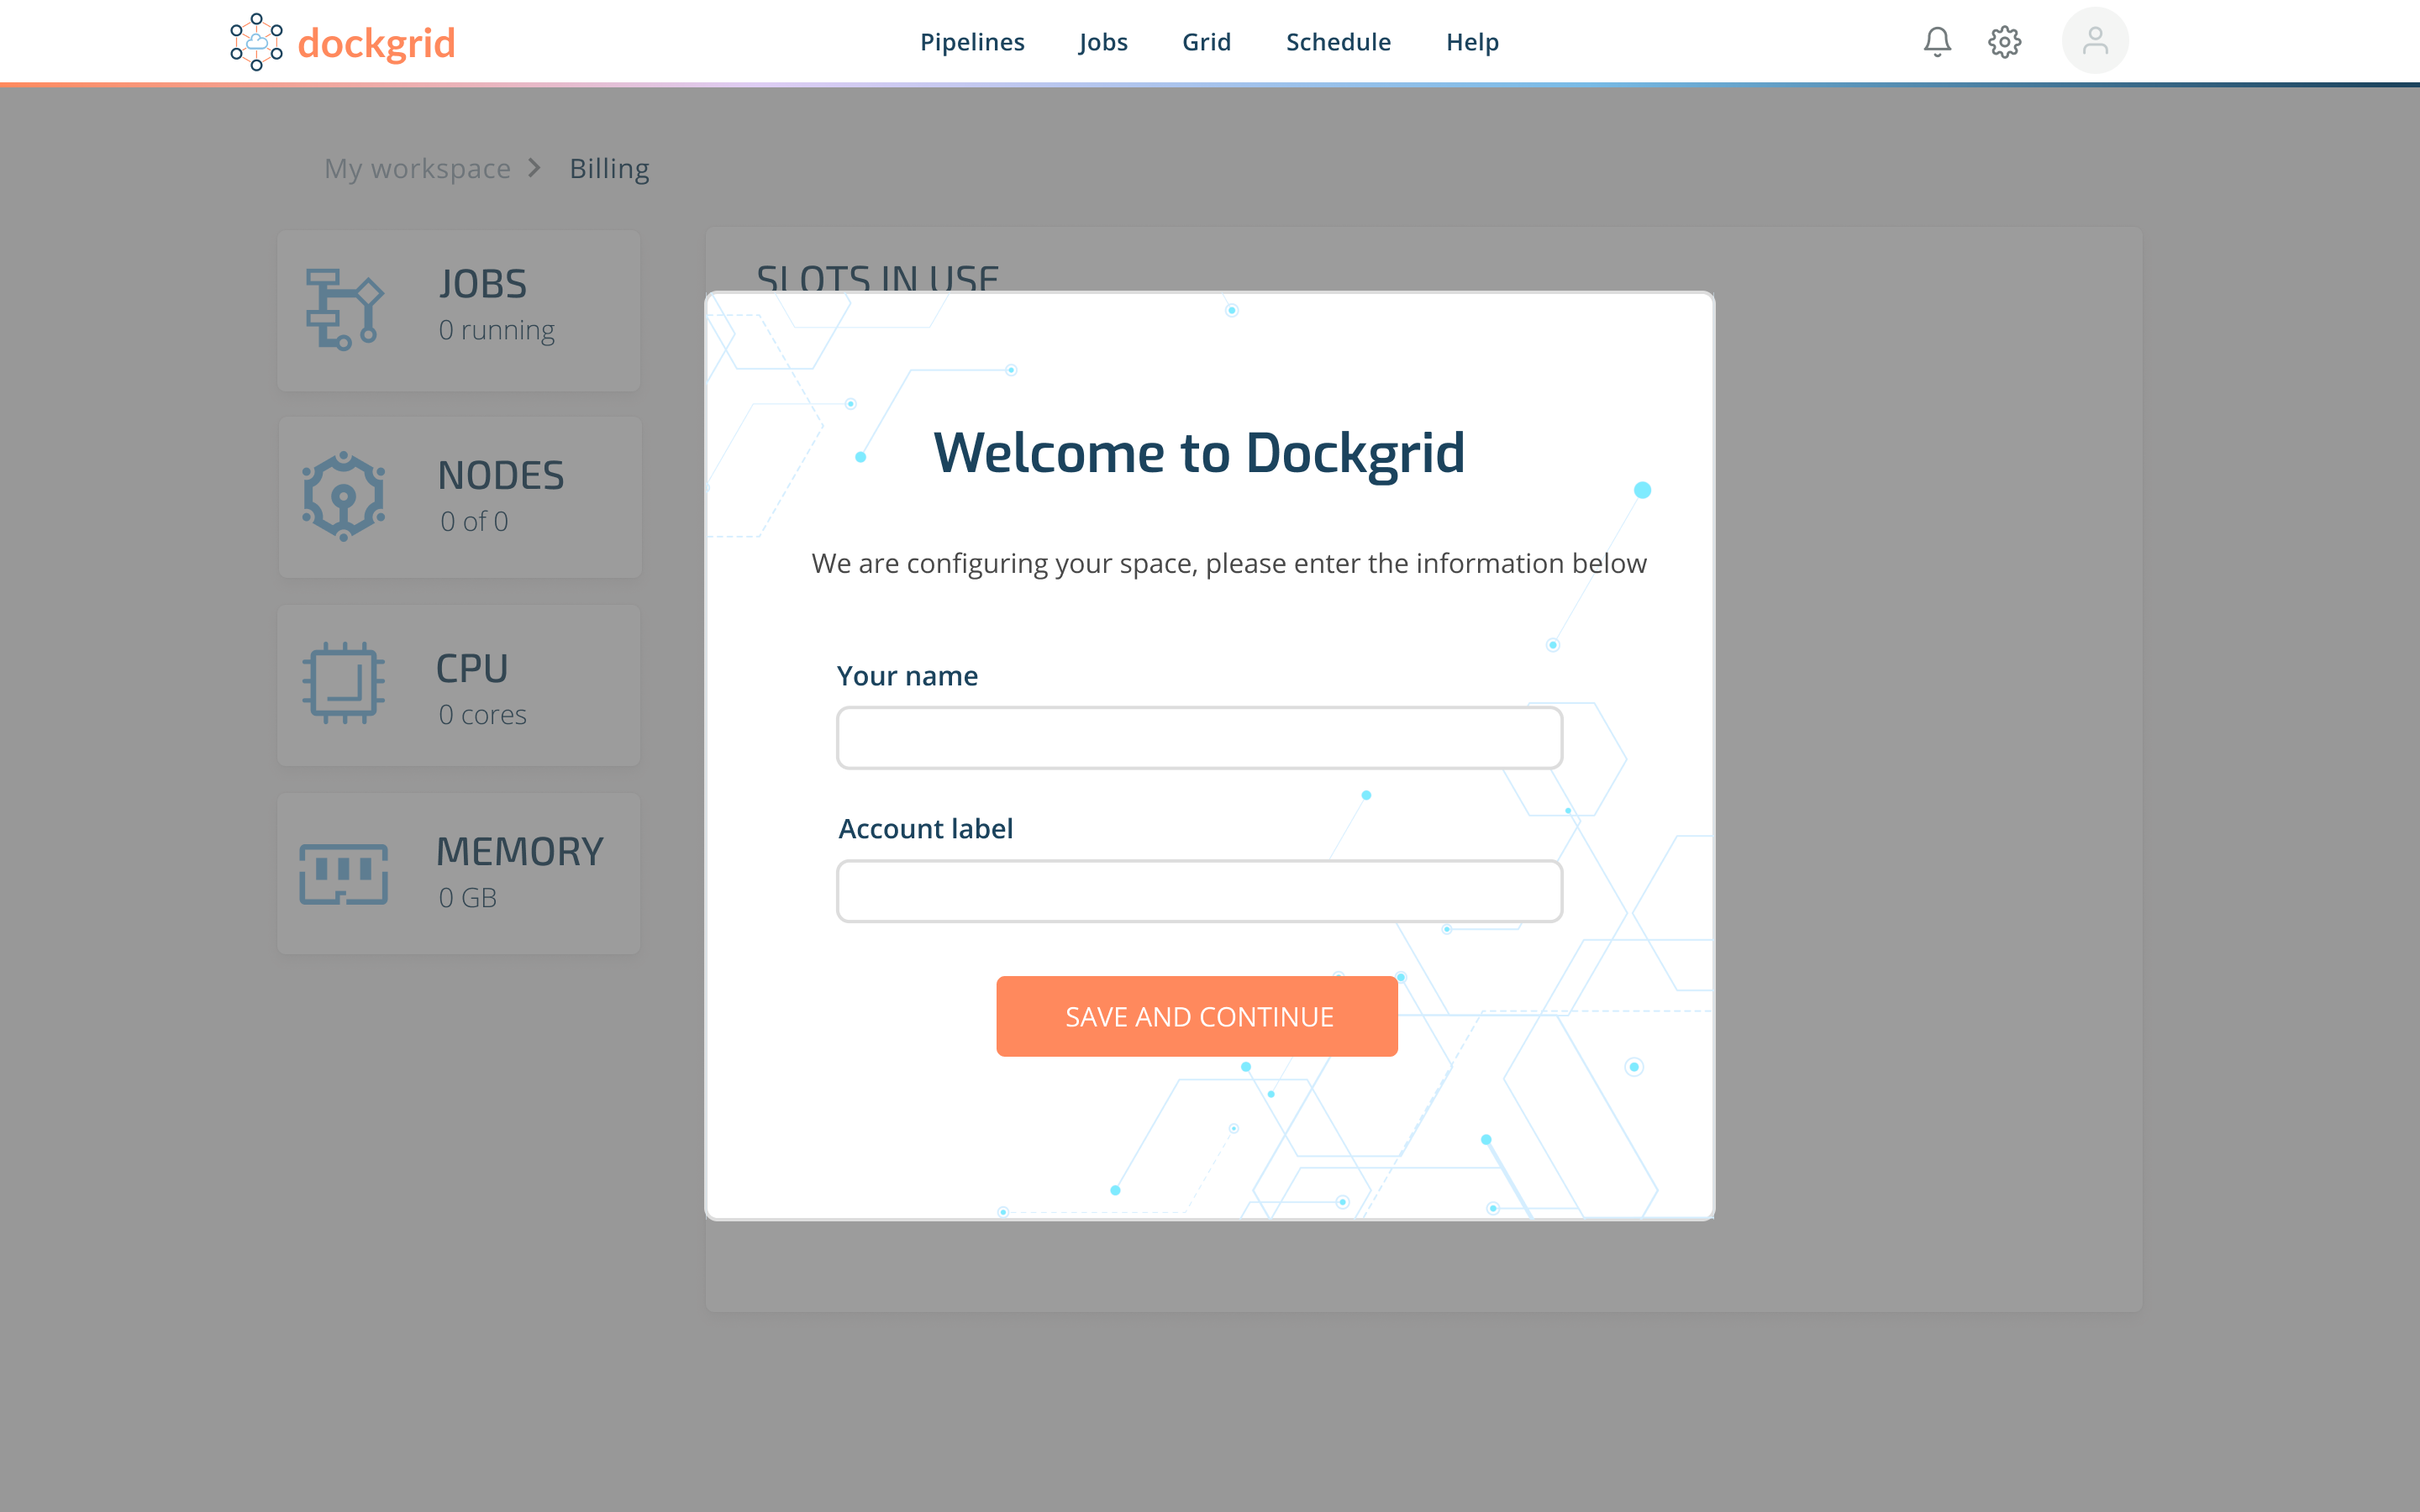 dockgrid
Pipelines Jobs Grid Schedule Help
My workspace Billing
JOBS
0 running
NODES
0 of 0
CPU
0 cores
MEMORY
0 GB
SLOTS IN USE
Welcome to Dockgrid
We are configuring your space, please enter the information below
Your name
Account label
SAVE AND CONTINUE